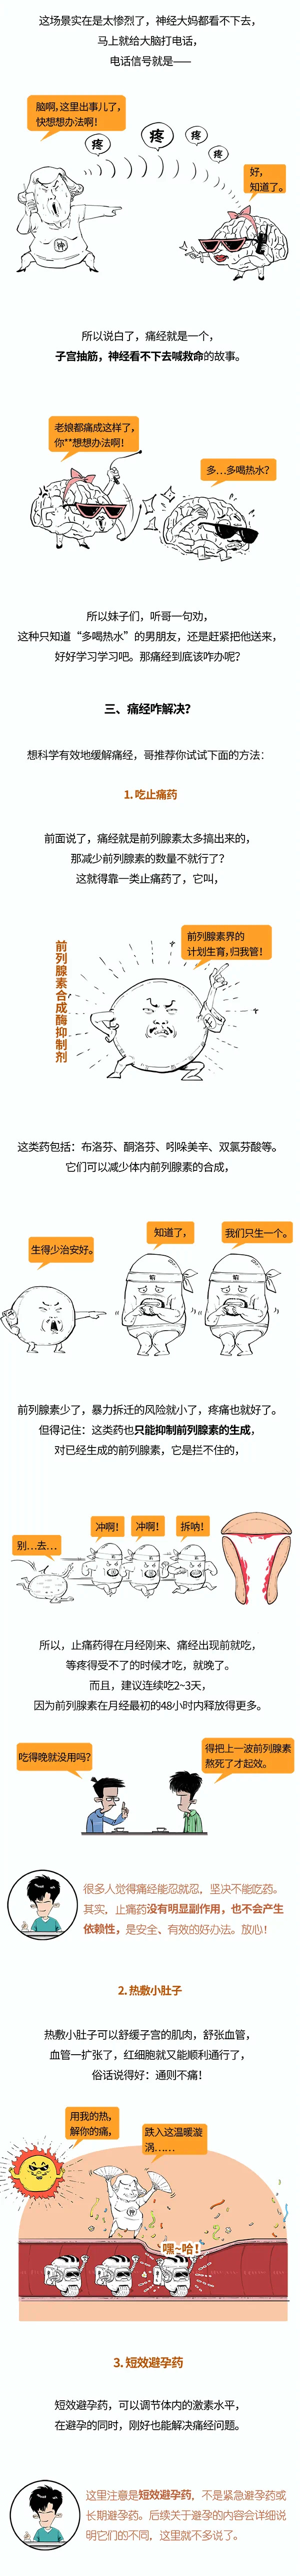 这场景实在是太惨烈了，神经大妈都看不下去，
马上就给大脑打电话，
电话信号就是——
脑啊，这里出事儿了，
快想想办法啊！
疼
疼
疼
疼
好，
知道了。
神
所以说白了，痛经就是一个，
子宫抽筋，神经看不下去喊救命的故事。
老娘都痛成这样了，
你**想想办法啊！
多…多喝热水？
所以妹子们，听哥一句劝，
这种只知道“多喝热水”的男朋友，还是赶紧把他送来，
好好学习学习吧。那痛经到底该咋办呢？
三、痛经咋解决？
想科学有效地缓解痛经，哥推荐你试试下面的方法：
1. 吃止痛药
前面说了，痛经就是前列腺素太多搞出来的，
那减少前列腺素的数量不就行了？
这就得靠一类止痛药了，它叫，
前列腺素合成酶抑制剂
前列腺素界的
计划生育，归我管！
这类药包括：布洛芬、酮洛芬、吲哚美辛、双氯芬酸等。
它们可以减少体内前列腺素的合成，
生得少治安好。
知道了，
我们只生一个。
前列腺素少了，暴力拆迁的风险就小了，疼痛也就好了。
但得记住：这类药也只能抑制前列腺素的生成，
对已经生成的前列腺素，它是拦不住的，
别…去…
冲啊！
冲啊！
拆呐！
所以，止痛药得在月经刚来、痛经出现前就吃，
等疼得受不了的时候才吃，就晚了。
而且，建议连续吃2~3天，
因为前列腺素在月经最初的48小时内释放得更多。
吃得晚就没用吗？
得把上一波前列腺素
熬死了才起效。
很多人觉得痛经能忍就忍，坚决不能吃药。
其实，止痛药没有明显副作用，也不会产生
依赖性，是安全、有效的好办法。放心！
2. 热敷小肚子
热敷小肚子可以舒缓子宫的肌肉，舒张血管，
血管一扩张了，红细胞就又能顺利通行了，
俗话说得好：通则不痛！
用我的热，
解你的痛，
跌入这温暖漩
涡……
神
嘿~哈！
3. 短效避孕药
短效避孕药，可以调节体内的激素水平，
在避孕的同时，刚好也能解决痛经问题。
这里注意是短效避孕药，不是紧急避孕药或
长期避孕药。后续关于避孕的内容会详细说
明它们的不同，这里就不多说了。